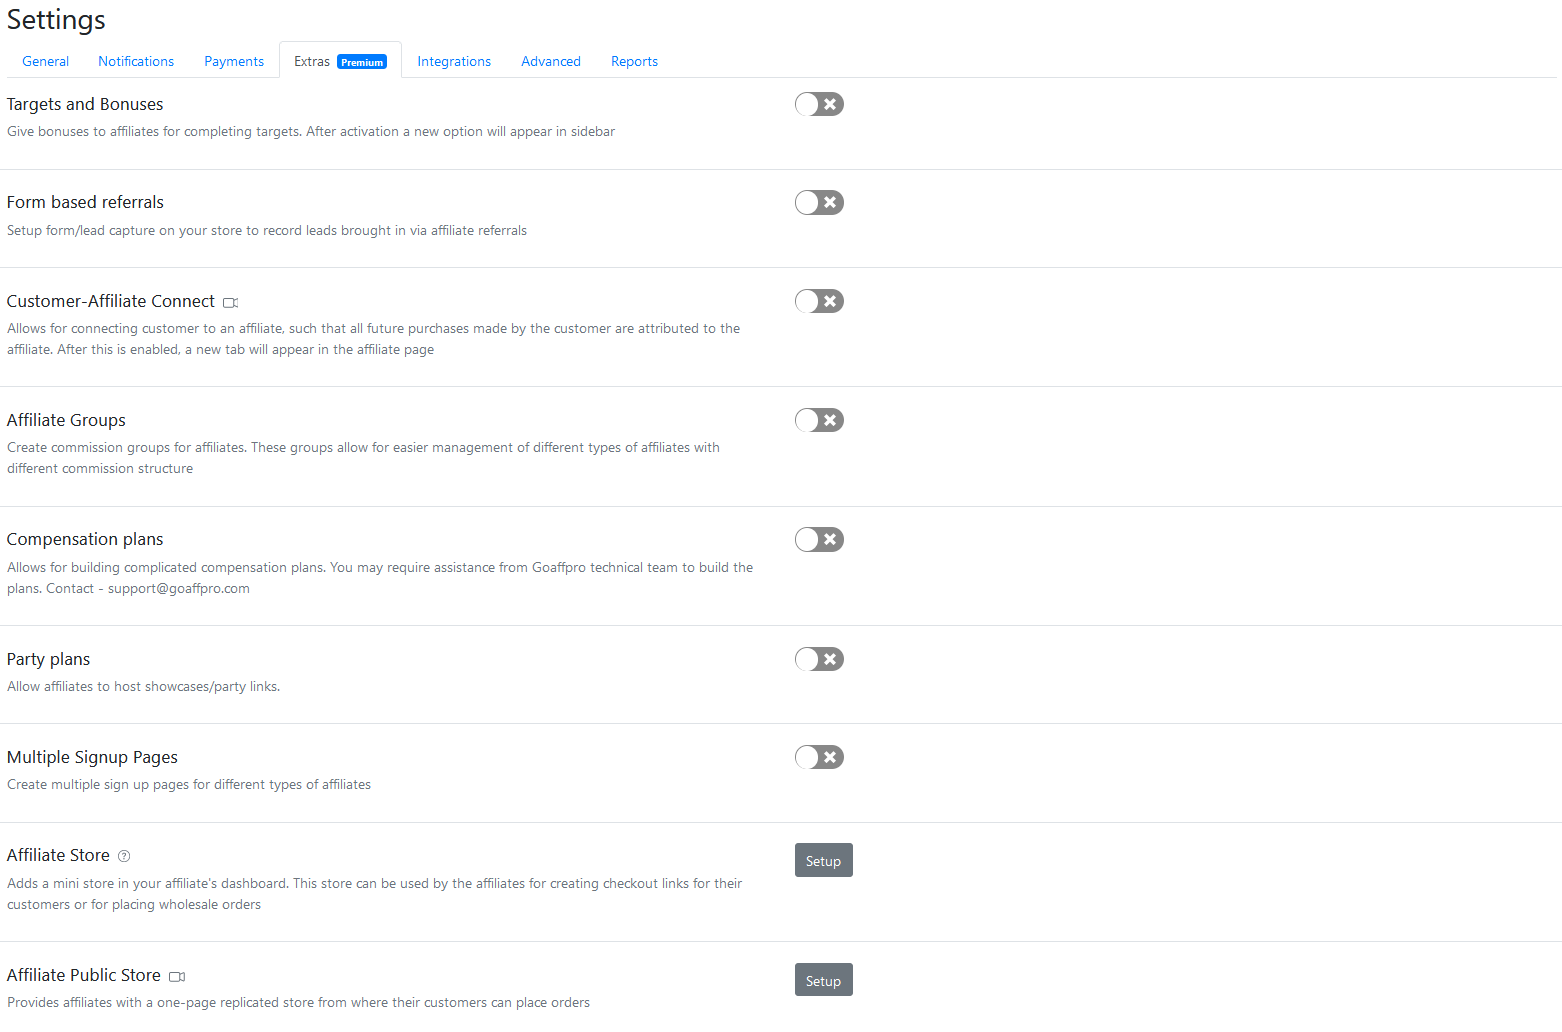 Settings
General Notifications Payments Extras Premium Integrations Advanced Reports
Targets and Bonuses
Give bonuses to affiliates for completing targets. After activation a new option will appear in sidebar
Form based referrals
Setup form/lead capture on your store to record leads brought in via affiliate referrals
Customer-Affiliate Connect
Allows for connecting customer to an affiliate, such that all future purchases made by the customer are attributed to the
affiliate. After this is enabled, a new tab will appear in the affiliate page
Affiliate Groups
Create commission groups for affiliates. These groups allow for easier management of different types of affiliates with
different commission structure
Compensation plans
Allows for building complicated compensation plans. You may require assistance from Goaffpro technical team to build the
plans. Contact - support@goaffpro.com
Party plans
Allow affiliates to host showcases/party links.
Multiple Signup Pages
Create multiple sign up pages for different types of affiliates
Affiliate Store
Setup
Adds a mini store in your affiliate's dashboard. This store can be used by the affiliates for creating checkout links for their
customers or for placing wholesale orders
Affiliate Public Store
Setup
Provides affiliates with a one-page replicated store from where their customers can place orders